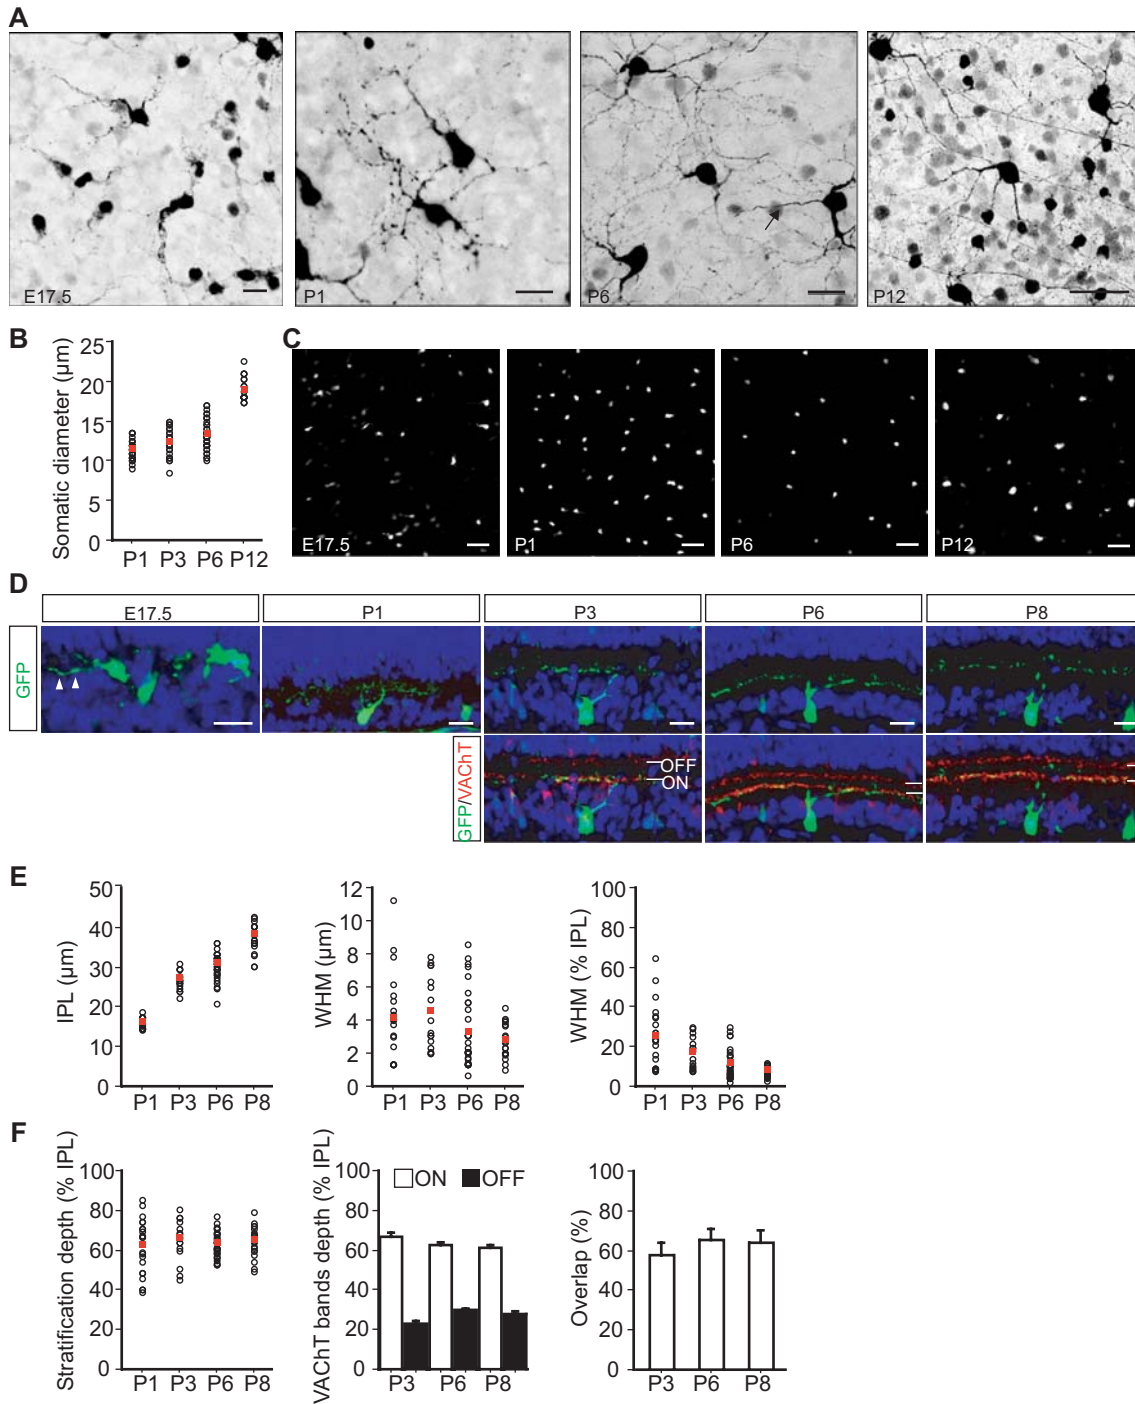 A
E17.5
P1
P6
P12
B
Somatic diameter (µm)
25
20
15
10
5
0
P1 P3 P6 P12
C
E17.5
P1
P6
P12
D
E17.5
P1
P3
P6
P8
GFP
GFP/VAChT
OFF
ON
E
IPL (µm)
50
40
30
20
10
0
P1 P3 P6 P8
WHM (µm)
12
10
8
6
4
2
0
P1 P3 P6 P8
WHM (% IPL)
100
80
60
40
20
0
P1 P3 P6 P8
F
Stratification depth (% IPL)
100
80
60
40
20
0
P1 P3 P6 P8
VAChT bands depth (% IPL)
100
80
60
40
20
0
ON OFF
P3 P6 P8
Overlap (%)
100
80
60
40
20
0
P3 P6 P8